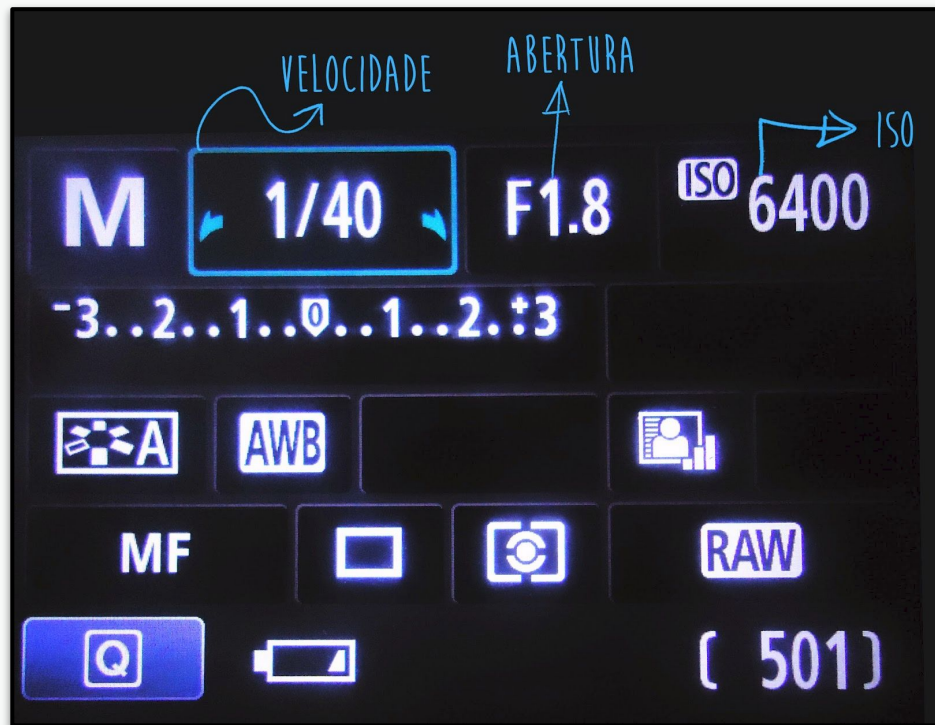 VELOCIDADE
ABERTURA
ISO
M 1/40 F1.8 ISO 6400
-3..2..1..0..1..2.+3
A AWB
MF RAW
Q [ 501]